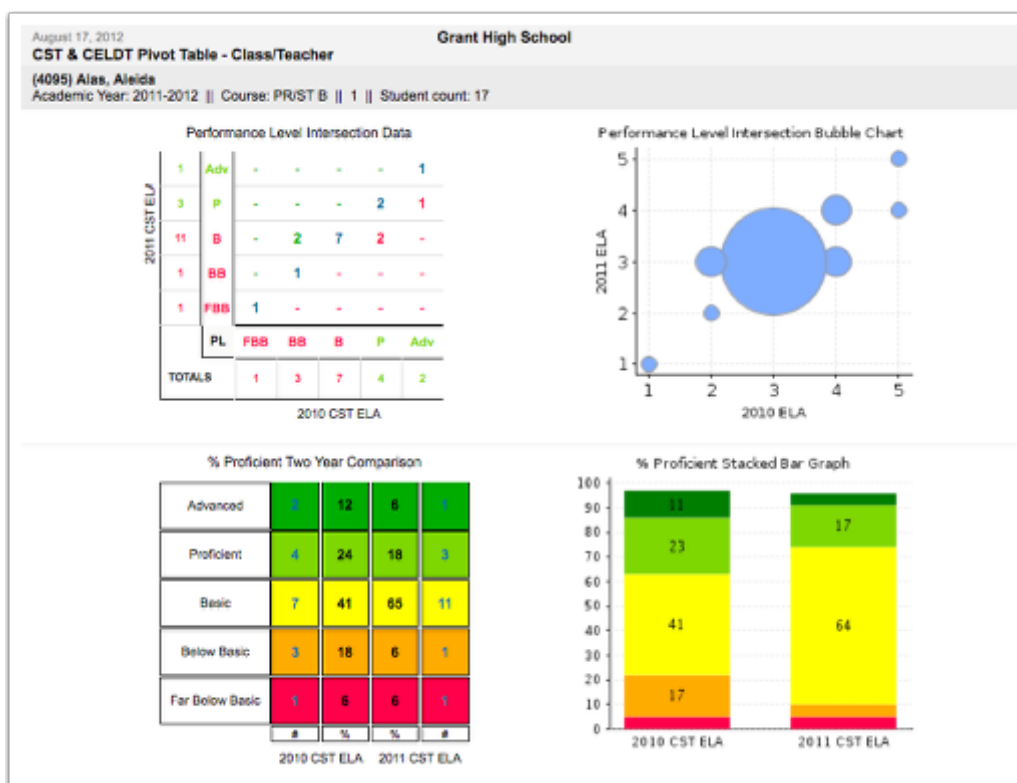 August 17, 2012
Grant High School
CST & CELDT Pivot Table - Class/Teacher
(4095) Alas, Aleida
Academic Year: 2011-2012 || Course: PR/ST B || 1 || Student count: 17
Performance Level Intersection Data
2011 CST ELA
1 Adv - - - - 1
3 P - - - 2 1
11 B - 2 7 2 -
1 BB - 1 - - -
1 FBB 1 - - - -
PL FBB BB B P Adv
TOTALS 1 3 7 4 2
2010 CST ELA
Performance Level Intersection Bubble Chart
2011 ELA
5
4
3
2
1
1 2 3 4 5
2010 ELA
% Proficient Two Year Comparison
Advanced 2 12 6 1
Proficient 4 24 18 3
Basic 7 41 65 11
Below Basic 3 18 6 1
Far Below Basic 1 6 6 1
# % % #
2010 CST ELA 2011 CST ELA
% Proficient Stacked Bar Graph
100
90
80
70
60
50
40
30
20
10
0
11
23
41
17
17
64
2010 CST ELA 2011 CST ELA